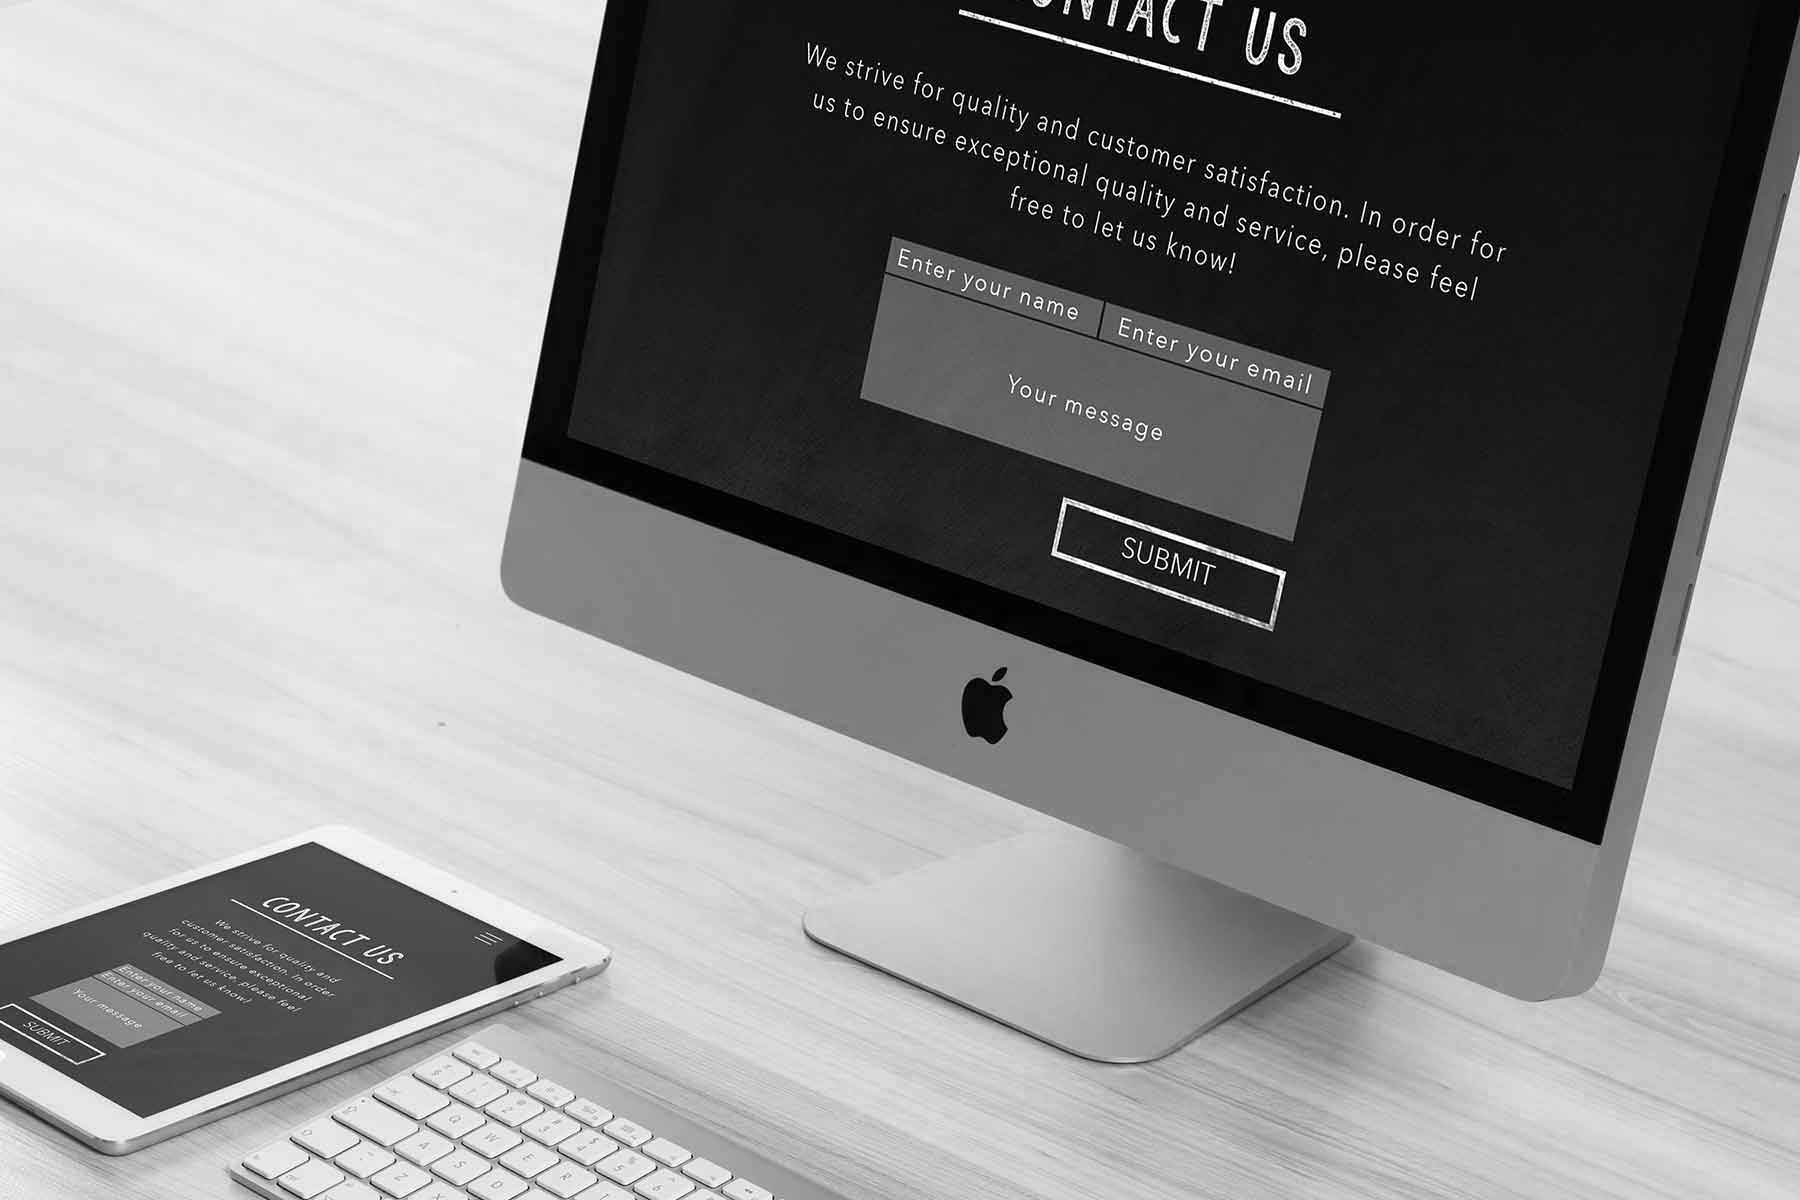 CONTACT US
We strive for quality and customer satisfaction. In order for
us to ensure exceptional quality and service, please feel
free to let us know!
Enter your name
Enter your email
Your message
SUBMIT
CONTACT US
We strive for quality and
customer satisfaction. In order
for us to ensure exceptional
quality and service, please feel
free to let us know!
Enter your name
Enter your email
Your message
SUBMIT
Q W E R
A S D
Z